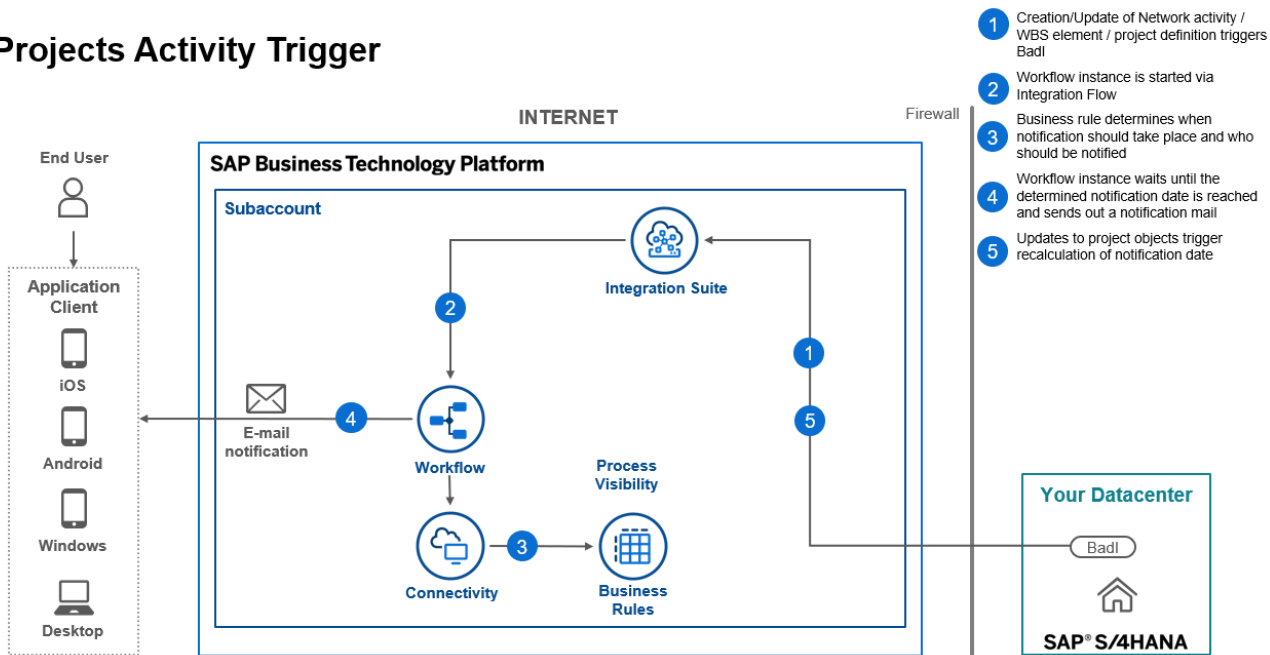 Projects Activity Trigger
1
Creation/Update of Network activity /
WBS element / project definition triggers
BadI
2
Workflow instance is started via
Integration Flow
3
Business rule determines when
notification should take place and who
should be notified
4
Workflow instance waits until the
determined notification date is reached
and sends out a notification mail
5
Updates to project objects trigger
recalculation of notification date
INTERNET
Firewall
End User
Application
Client
iOS
Android
Windows
Desktop
SAP Business Technology Platform
Subaccount
Integration Suite
2
1
5
E-mail
notification
4
Workflow
Process
Visibility
Connectivity
3
Business
Rules
Your Datacenter
BadI
SAP® S/4HANA